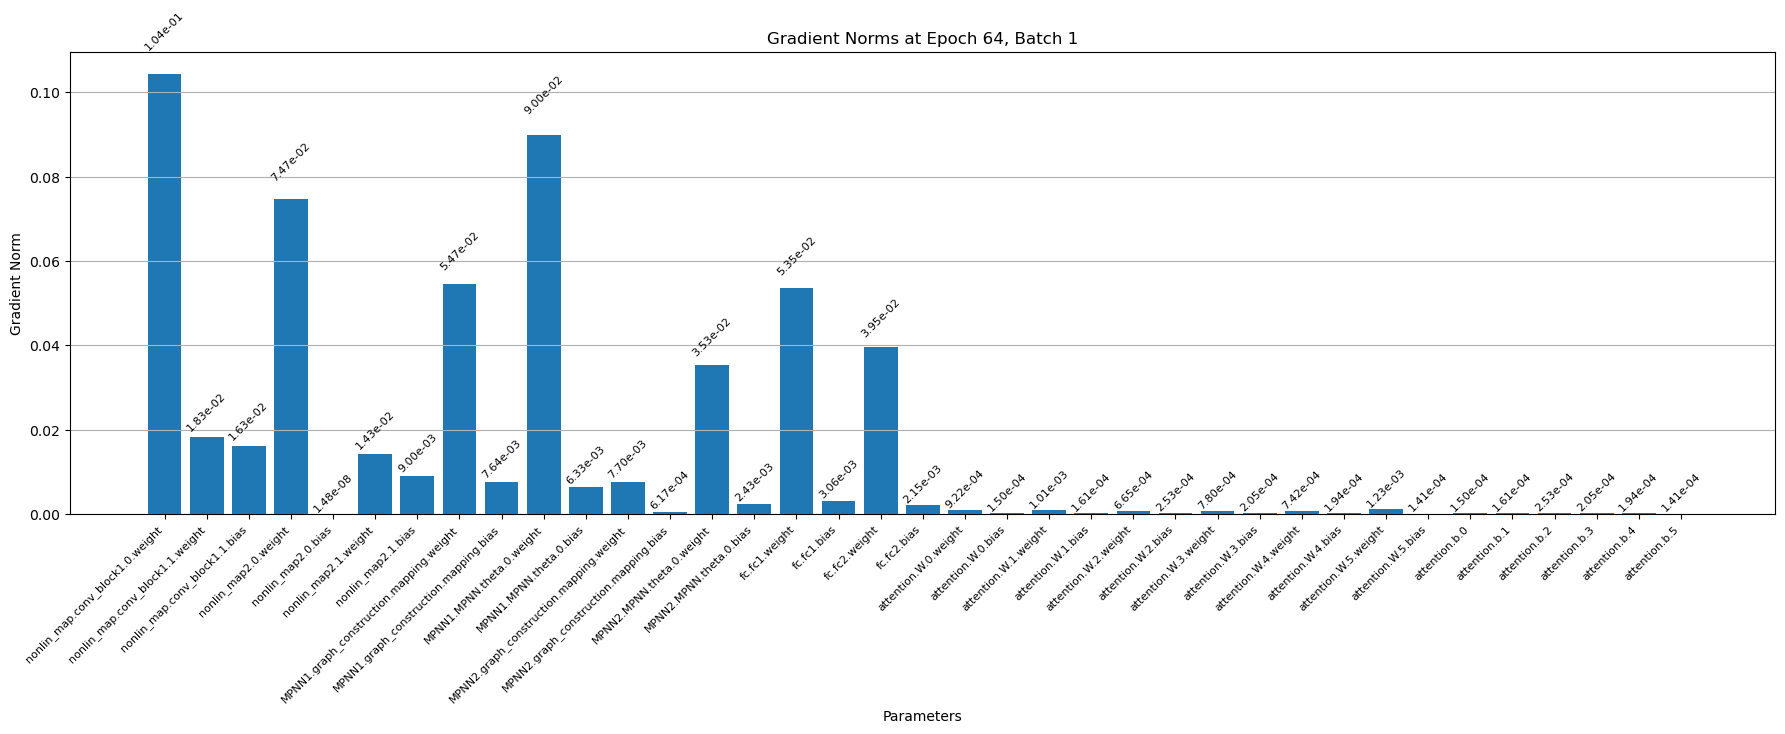 Gradient Norms at Epoch 64, Batch 1
Gradient Norm
0.10
0.08
0.06
0.04
0.02
0.00
1.04e-01
1.83e-02
1.63e-02
7.47e-02
1.48e-08
1.43e-02
9.00e-03
5.47e-02
7.64e-03
9.00e-02
6.33e-03
7.70e-03
6.17e-04
3.53e-02
2.43e-03
5.35e-02
3.06e-03
3.95e-02
2.15e-03
9.22e-04
1.50e-04
1.01e-03
1.61e-04
6.65e-04
2.53e-04
7.80e-04
2.05e-04
7.42e-04
1.94e-04
1.23e-03
1.41e-04
1.50e-04
1.61e-04
2.53e-04
2.05e-04
1.94e-04
1.41e-04
nonlin_map.conv_block1.0.weight
nonlin_map.conv_block1.1.weight
nonlin_map.conv_block1.1.bias
nonlin_map2.0.weight
nonlin_map2.0.bias
nonlin_map2.1.weight
nonlin_map2.1.bias
MPNN1.graph_construction.mapping.weight
MPNN1.graph_construction.mapping.bias
MPNN1.MPNN.theta.0.weight
MPNN1.MPNN.theta.0.bias
MPNN2.graph_construction.mapping.weight
MPNN2.graph_construction.mapping.bias
MPNN2.MPNN.theta.0.weight
MPNN2.MPNN.theta.0.bias
fc.fc1.weight
fc.fc1.bias
fc.fc2.weight
fc.fc2.bias
attention.W.0.weight
attention.W.0.bias
attention.W.1.weight
attention.W.1.bias
attention.W.2.weight
attention.W.2.bias
attention.W.3.weight
attention.W.3.bias
attention.W.4.weight
attention.W.4.bias
attention.W.5.weight
attention.W.5.bias
attention.b.0
attention.b.1
attention.b.2
attention.b.3
attention.b.4
attention.b.5
Parameters